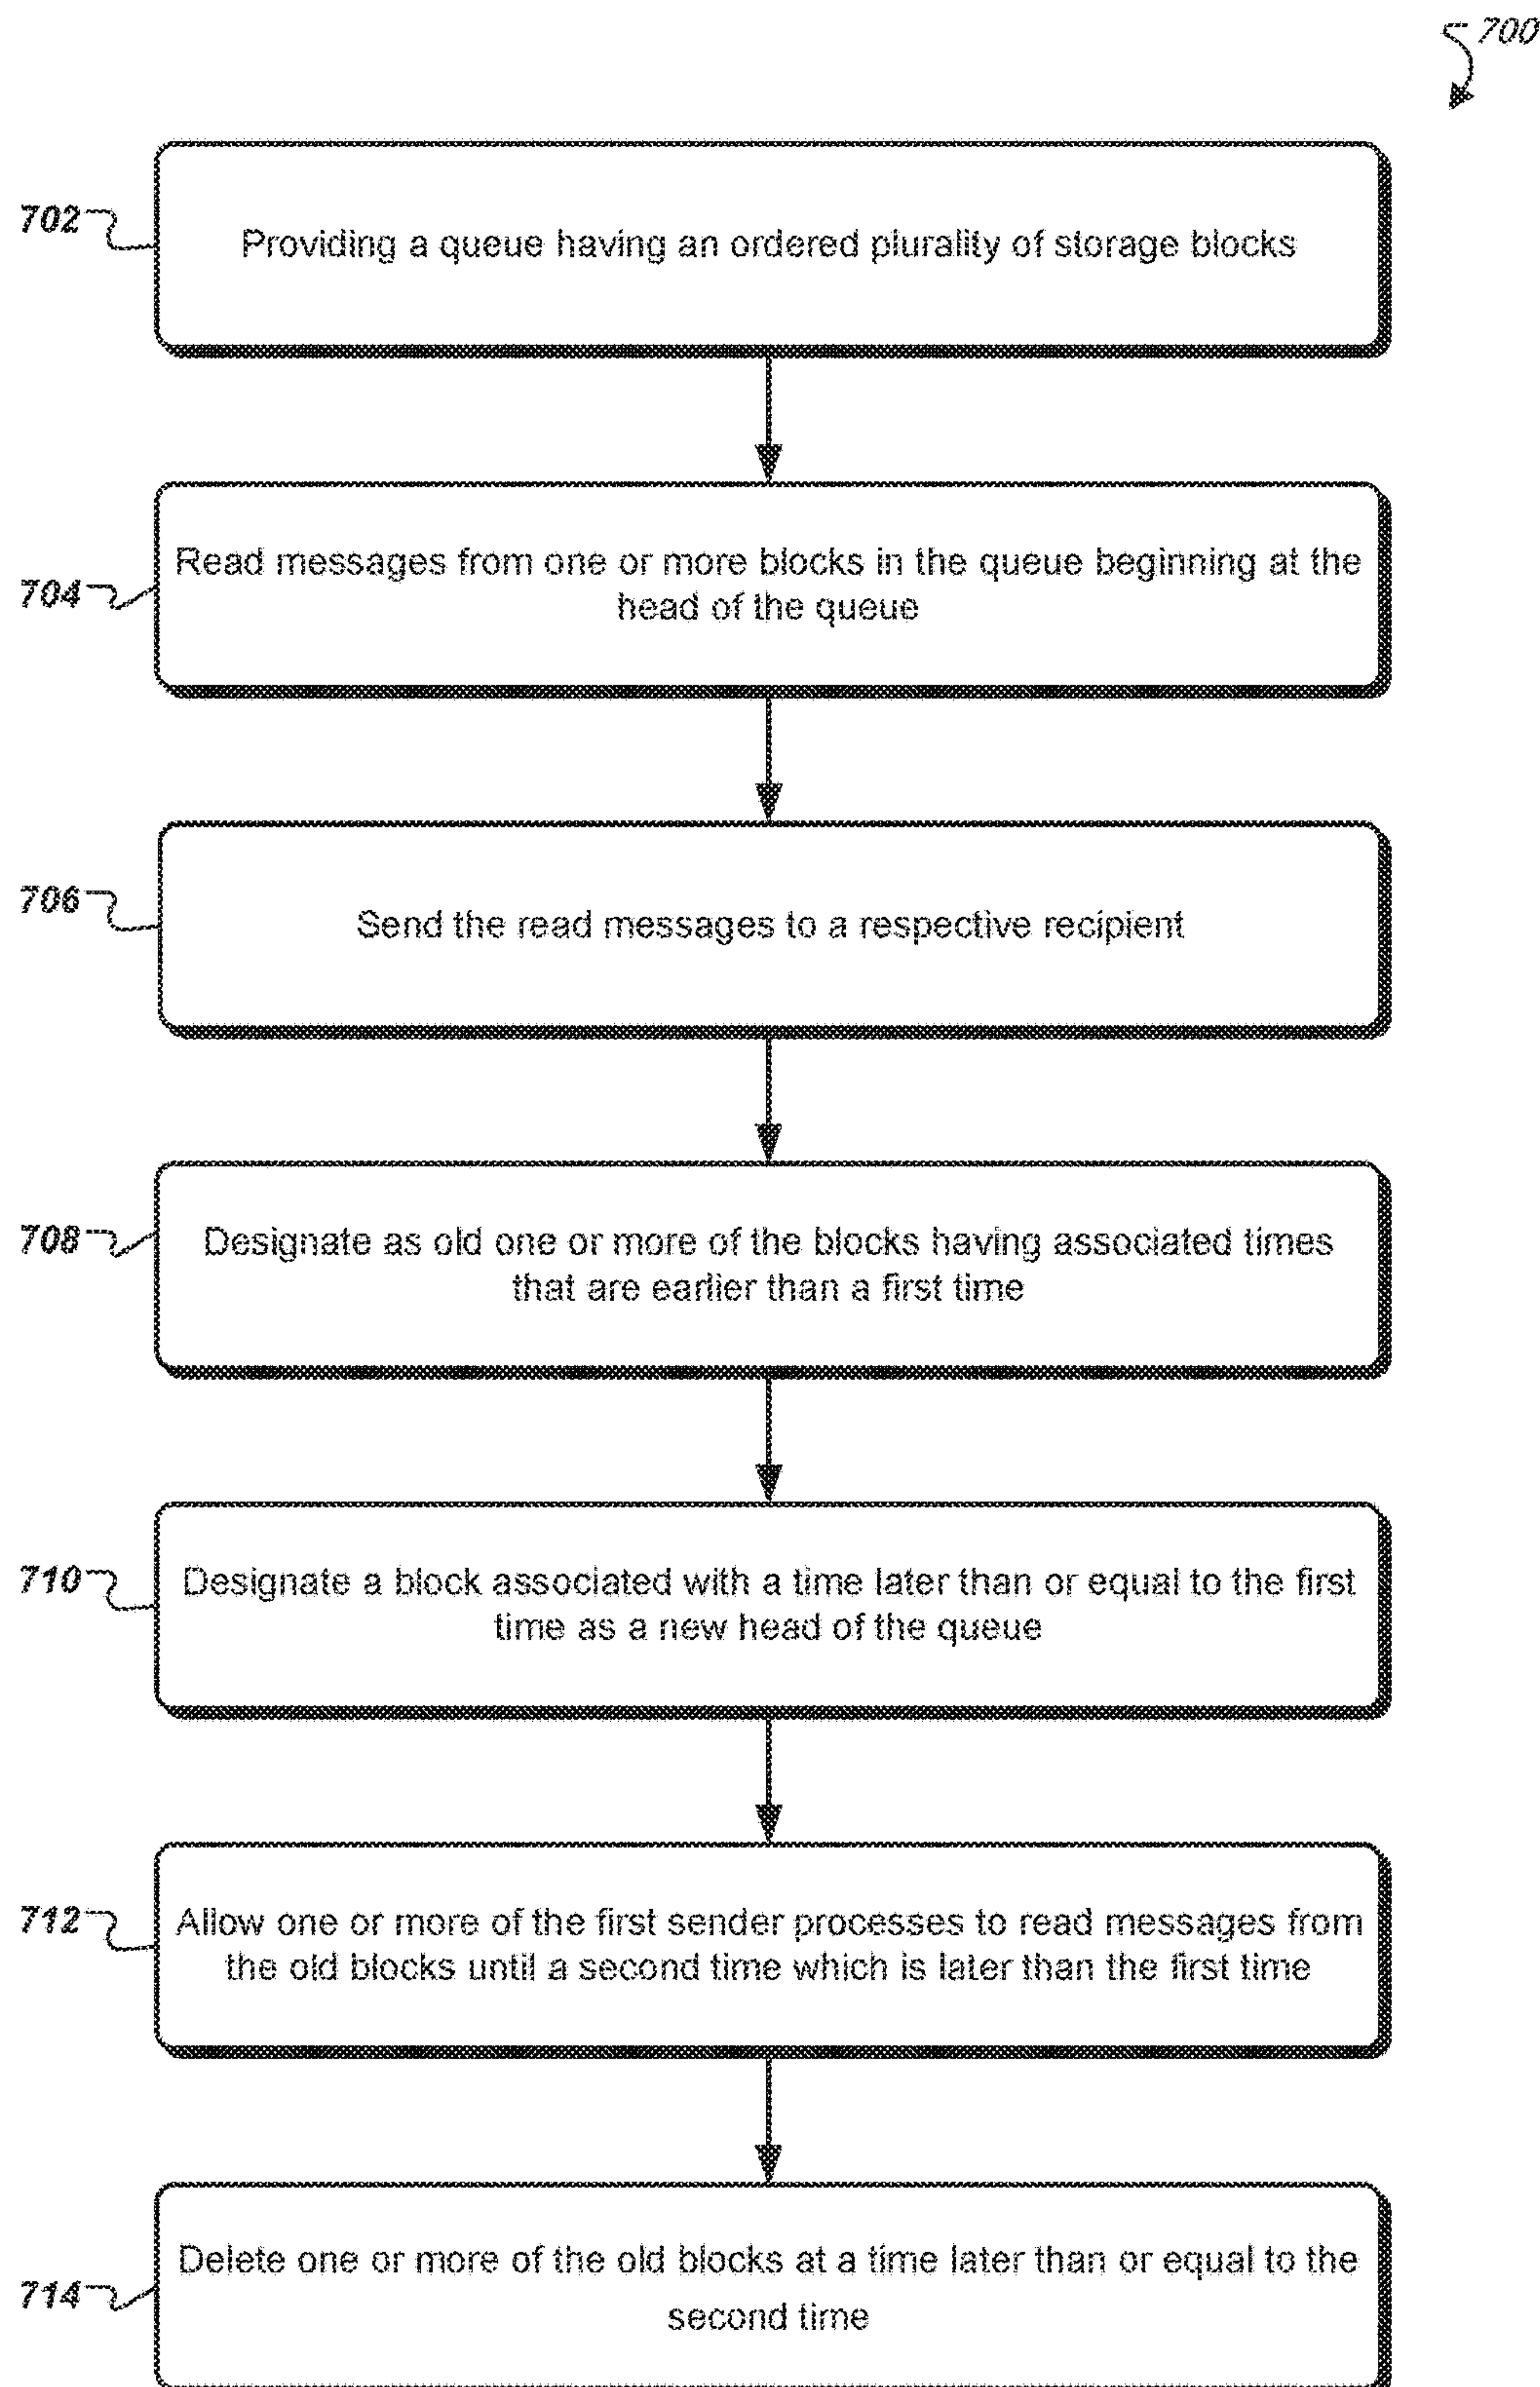 700
702
Providing a queue having an ordered plurality of storage blocks
704
Read messages from one or more blocks in the queue beginning at the
head of the queue
706
Send the read messages to a respective recipient
708
Designate as old one or more of the blocks having associated times
that are earlier than a first time
710
Designate a block associated with a time later than or equal to the first
time as a new head of the queue
712
Allow one or more of the first sender processes to read messages from
the old blocks until a second time which is later than the first time
714
Delete one or more of the old blocks at a time later than or equal to the
second time